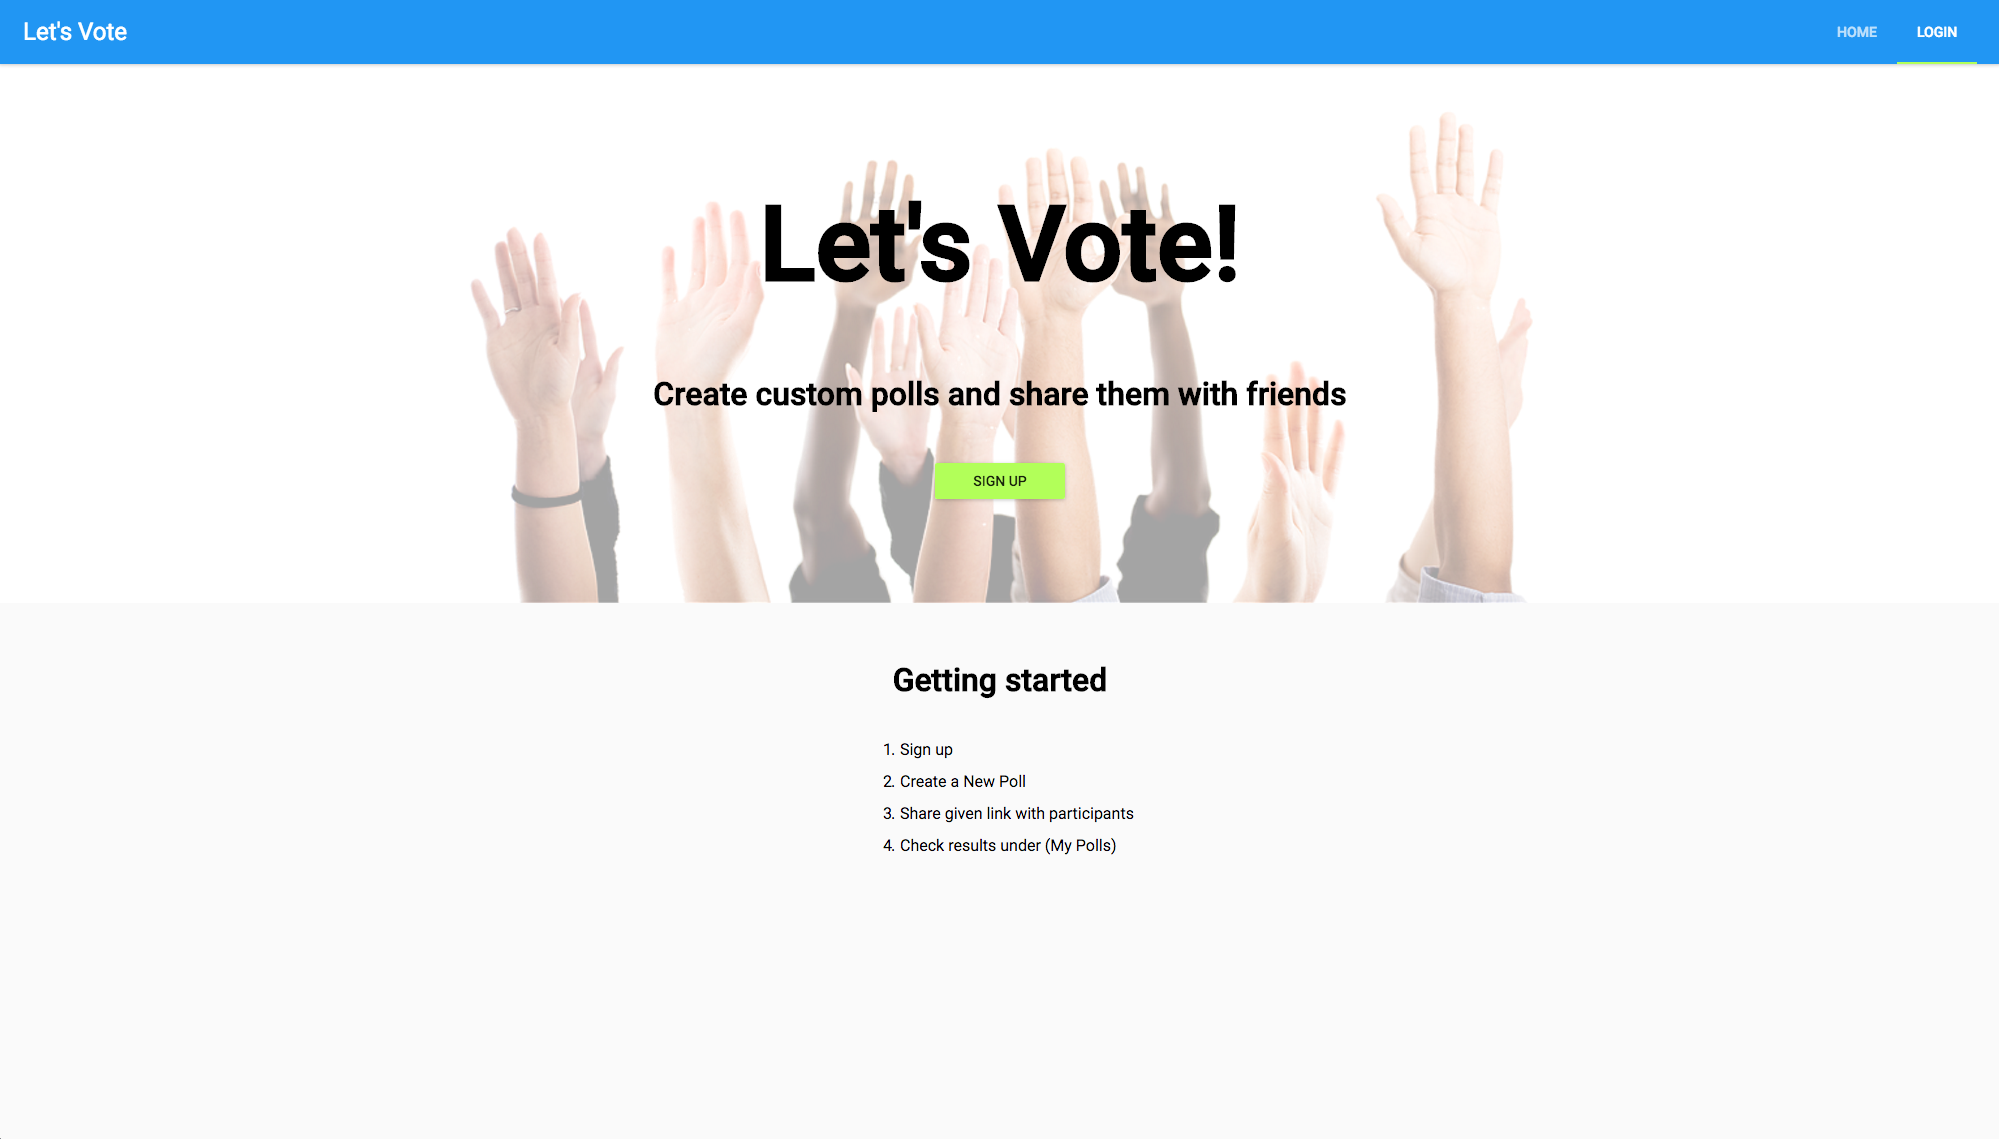 Let's Vote
HOME
LOGIN
Let's Vote!
Create custom polls and share them with friends
SIGN UP
Getting started
1. Sign up
2. Create a New Poll
3. Share given link with participants
4. Check results under (My Polls)